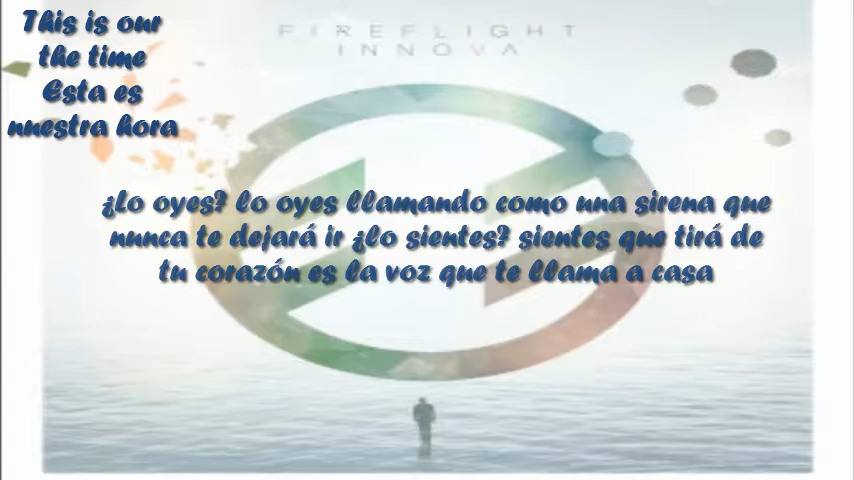 FIREFLIGHT
INNOVA
This is our
the time
Esta es
nuestra hora
¿Lo oyes? lo oyes llamando como una sirena que
nunca te dejará ir ¿lo sientes? sientes que tirá de
tu corazón es la voz que te llama a casa